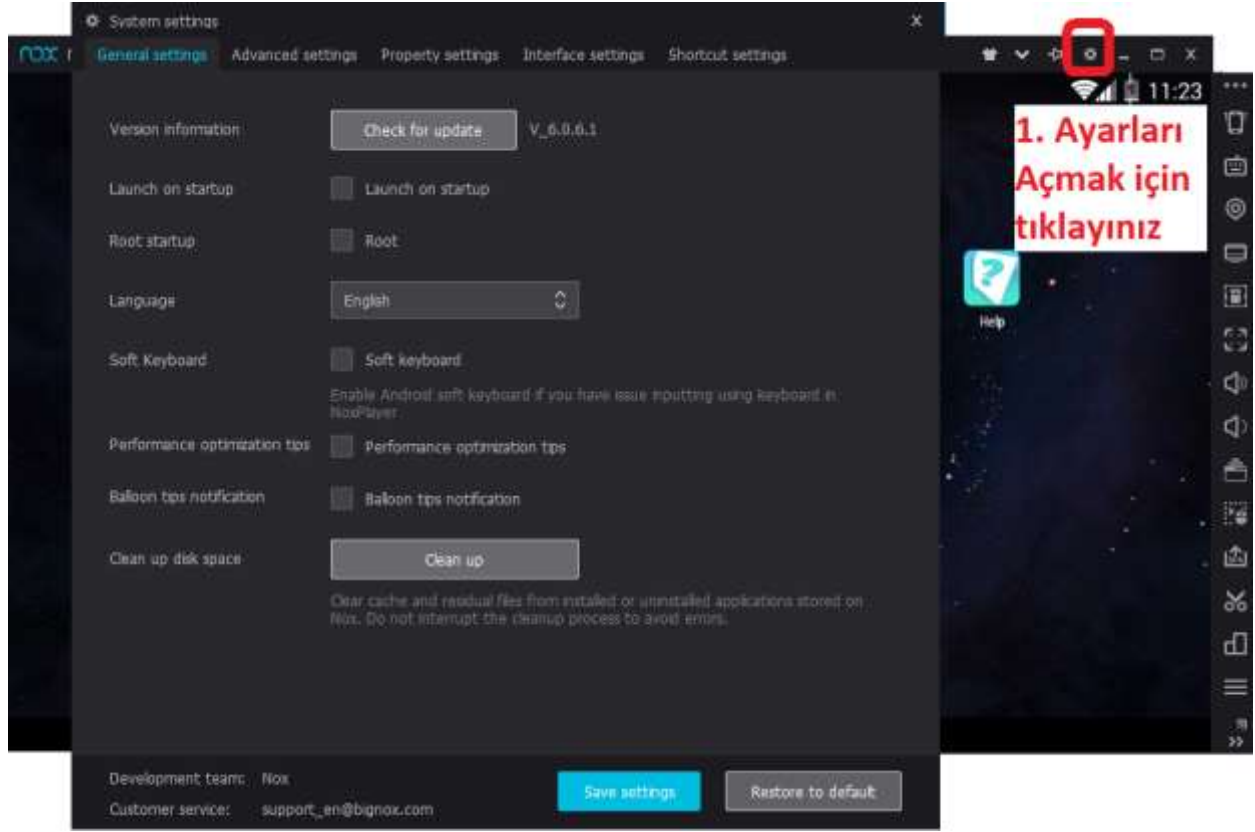 System settings
nox
General settings Advanced settings Property settings Interface settings Shortcut settings
11:23
Version information Check for update V_6.0.6.1
1. Ayarları
Açmak için
tıklayınız
Launch on startup Launch on startup
Root startup Root
Language English
Help
Soft Keyboard Soft keyboard
Enable Android soft keyboard if you have issue inputting using keyboard in
NoxPlayer.
Performance optimization tips Performance optimization tips
Balloon tips notification Balloon tips notification
Clean up disk space Clean up
Clear cache and residual files from installed or uninstalled applications stored on
Nox. Do not interrupt the cleanup process to avoid errors.
Development team: Nox
Customer service: support_en@bignox.com
Save settings Restore to default